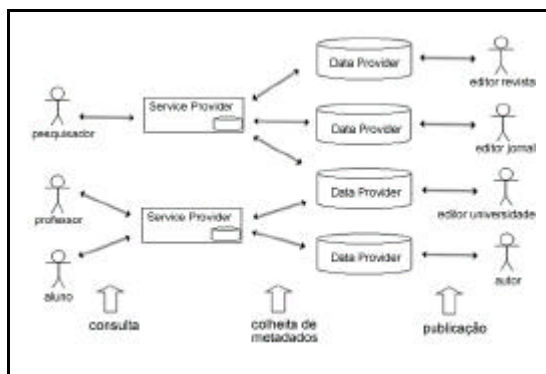 Data Provider
editor revista
Service Provider
pesquisador
Data Provider
editor jornal
Data Provider
editor universidade
professor
Service Provider
Data Provider
autor
aluno
consulta
colheita de
metadados
publicação